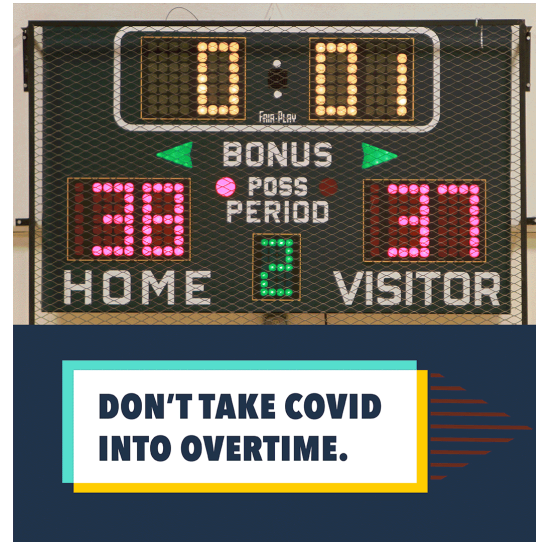 0:01
FAIR-PLAY
BONUS
POSS
PERIOD
38
37
2
HOME
VISITOR
DON'T TAKE COVID
INTO OVERTIME.